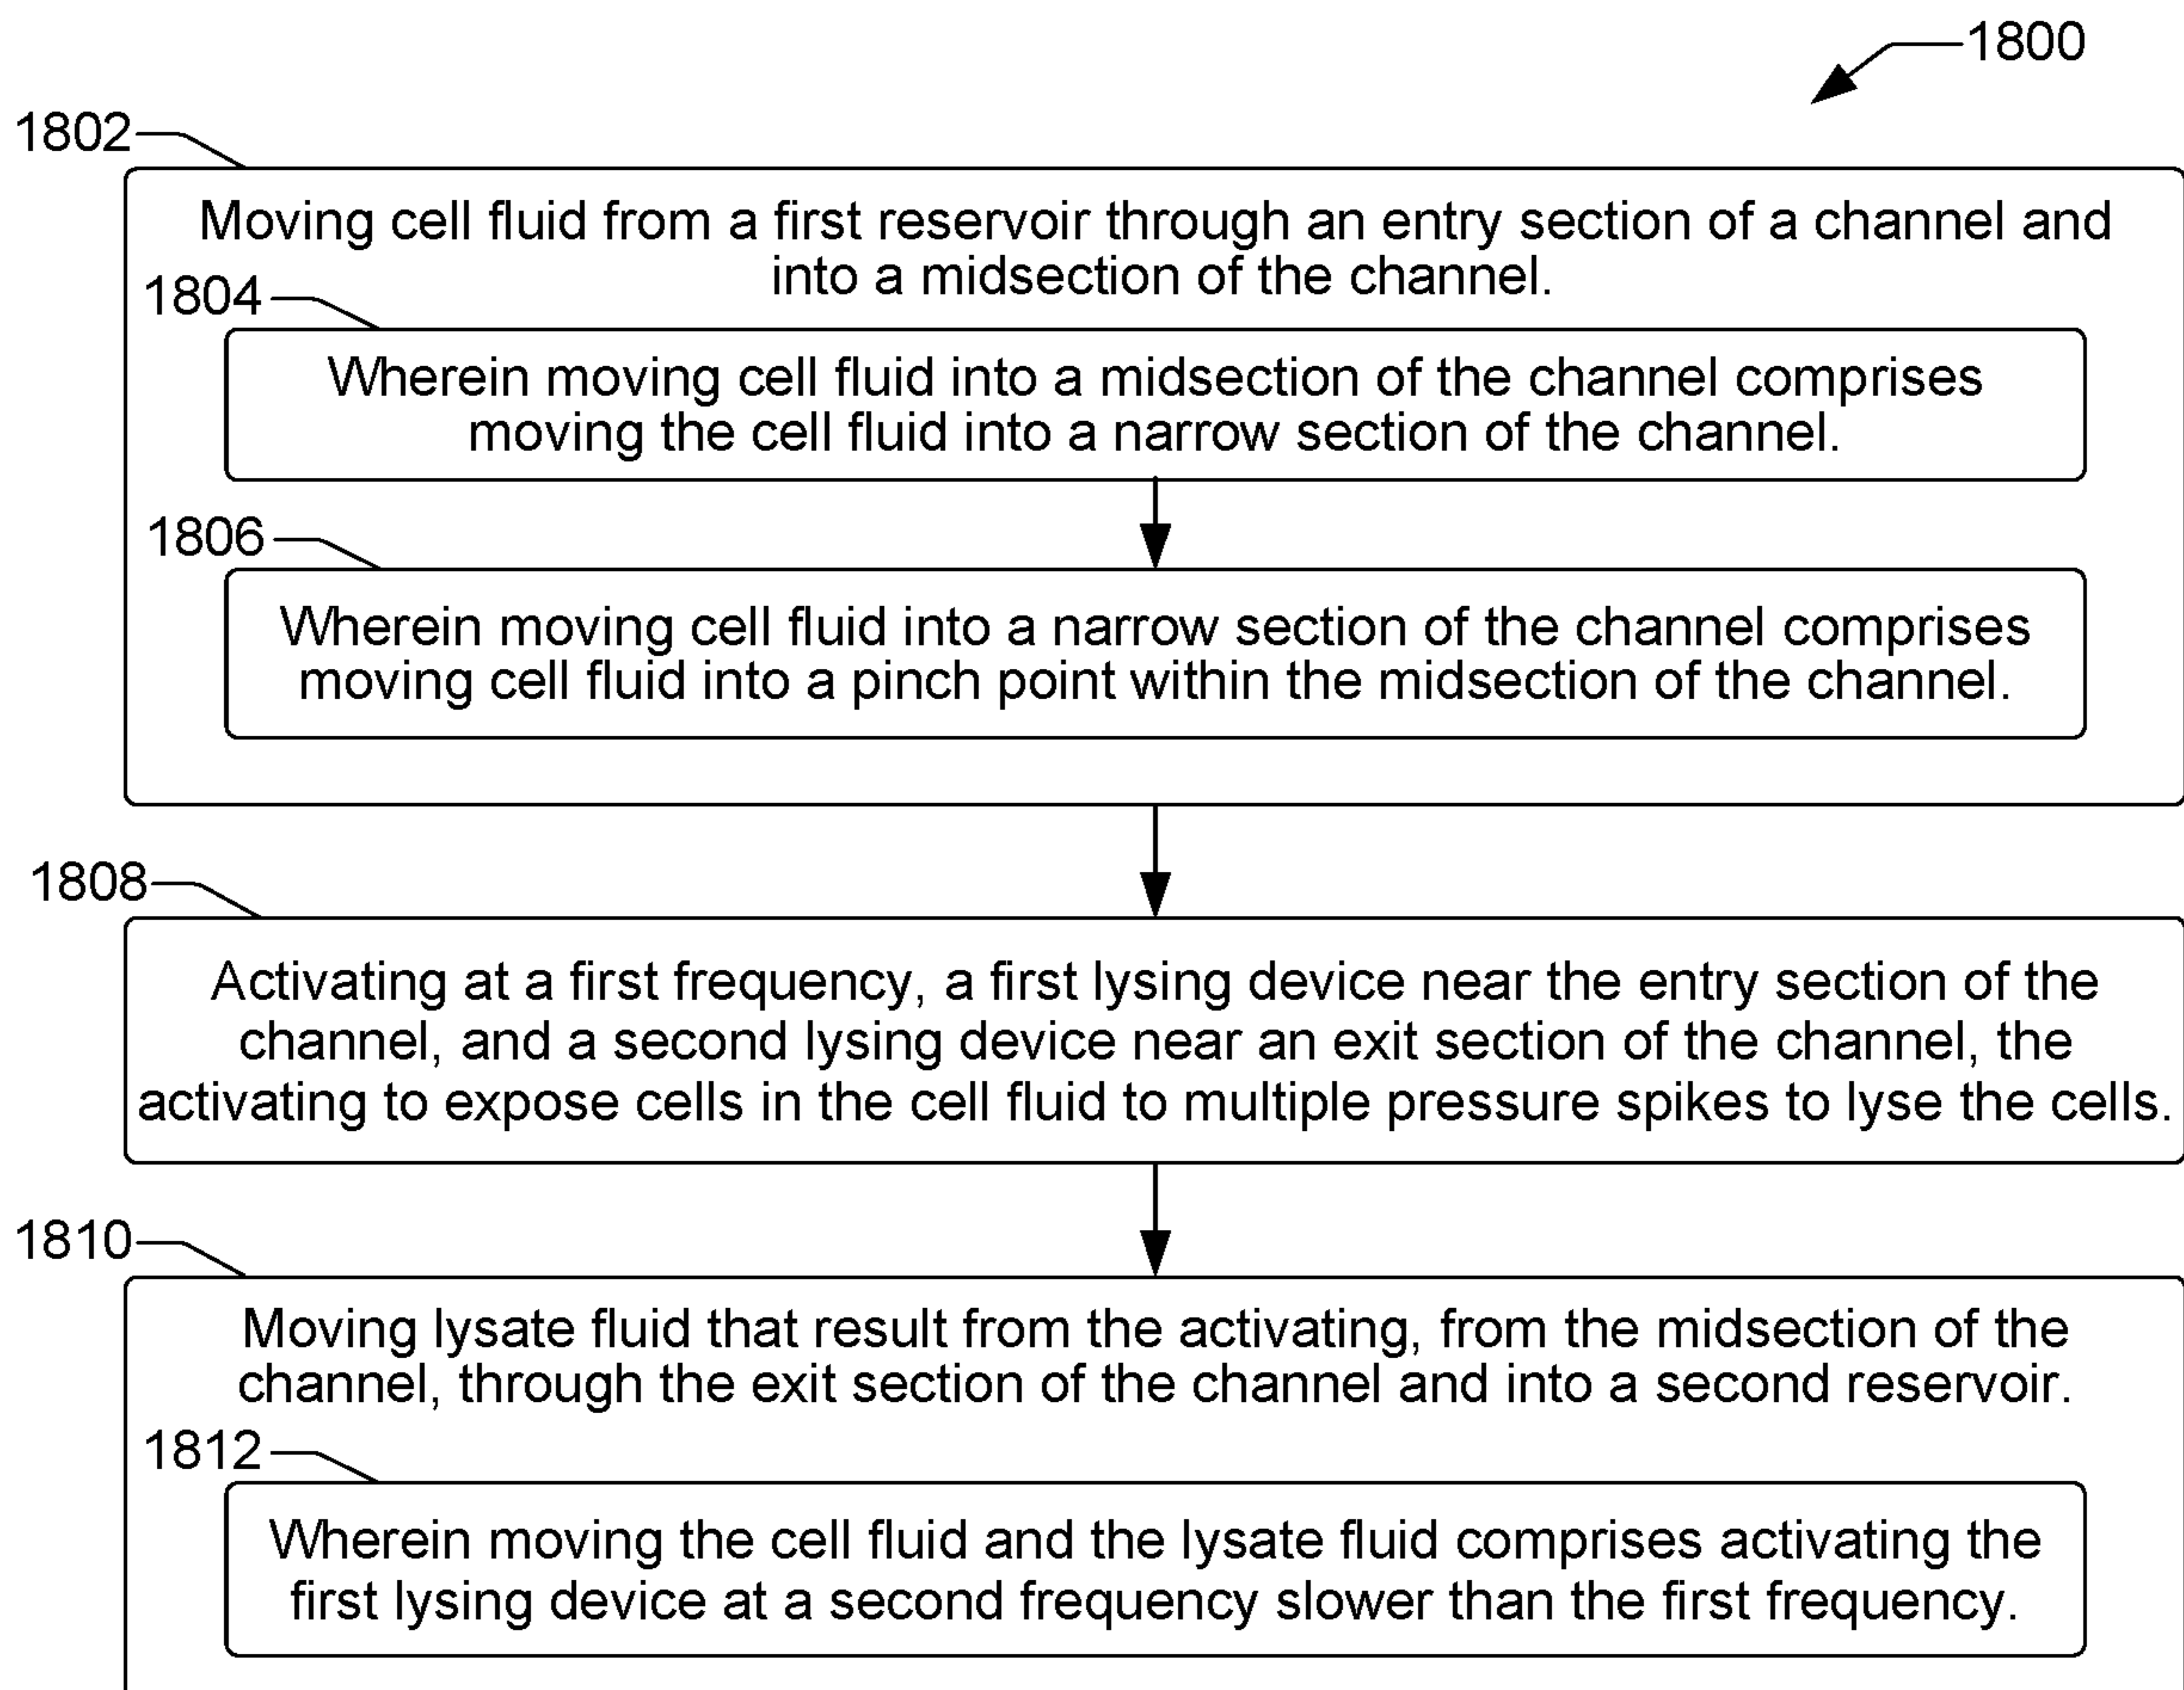 1800
1802
Moving cell fluid from a first reservoir through an entry section of a channel and
into a midsection of the channel.
1804
Wherein moving cell fluid into a midsection of the channel comprises
moving the cell fluid into a narrow section of the channel.
1806
Wherein moving cell fluid into a narrow section of the channel comprises
moving cell fluid into a pinch point within the midsection of the channel.
1808
Activating at a first frequency, a first lysing device near the entry section of the
channel, and a second lysing device near an exit section of the channel, the
activating to expose cells in the cell fluid to multiple pressure spikes to lyse the cells.
1810
Moving lysate fluid that result from the activating, from the midsection of the
channel, through the exit section of the channel and into a second reservoir.
1812
Wherein moving the cell fluid and the lysate fluid comprises activating the
first lysing device at a second frequency slower than the first frequency.